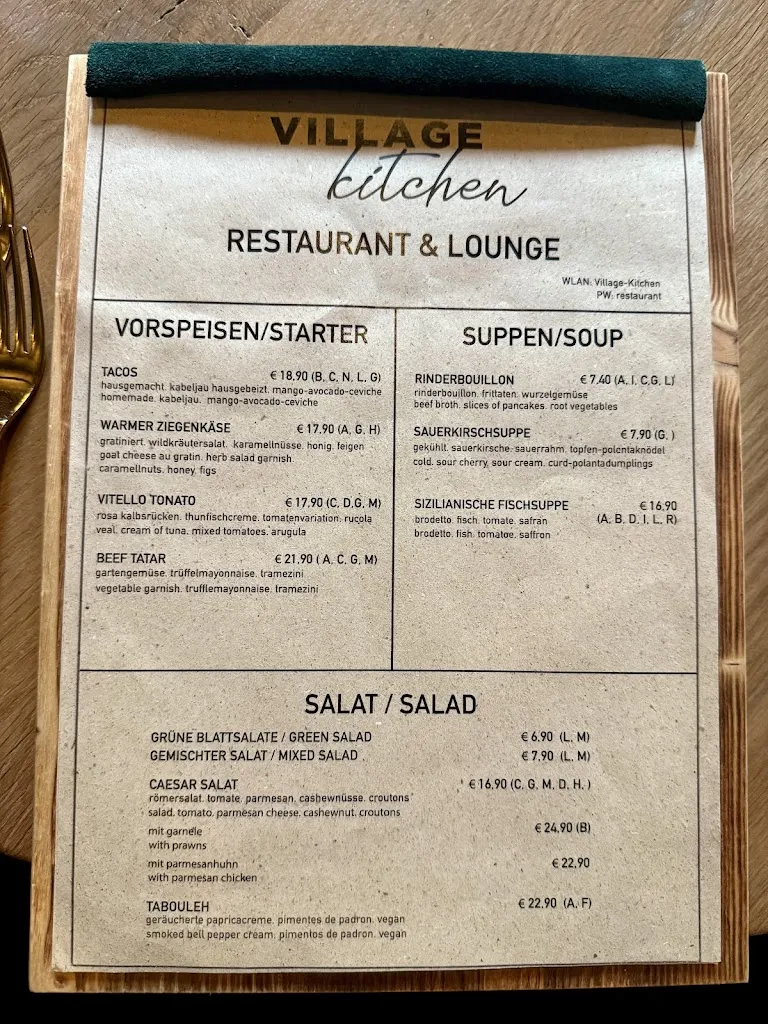 VILLAGE
kitchen
RESTAURANT & LOUNGE
WLAN: Village-Kitchen
PW: restaurant
VORSPEISEN/STARTER
TACOS € 18,90 (B, C, N, L, G)
hausgemacht. kabeljau hausgebeizt. mango-avocado-ceviche
homemade. kabeljau. mango-avocado-ceviche
WARMER ZIEGENKÄSE € 17,90 (A, G, H)
gratiniert. wildkräutersalat. karamellnüsse. honig. feigen
goat cheese au gratin. herb salad garnish.
caramellnuts. honey. figs
VITELLO TONATO € 17,90 (C, D,G, M)
rosa kalbsrücken. thunfischcreme. tomatenvariation. rucola
veal. cream of tuna. mixed tomatoes. arugula
BEEF TATAR € 21,90 ( A, C, G, M)
gartengemüse. trüffelmayonnaise. tramezini
vegetable garnish. trufflemayonnaise. tramezini
SUPPEN/SOUP
RINDERBOUILLON € 7,40 (A, I, C,G, L)
rinderbouillon. frittaten. wurzelgemüse
beef broth. slices of pancakes. root vegetables
SAUERKIRSCHSUPPE € 7,90 (G, )
gekühlt. sauerkirsche. sauerrahm. topfen-polentaknödel
cold. sour cherry. sour cream. curd-polantadumplings
SIZILIANISCHE FISCHSUPPE € 16,90
brodetto. fisch. tomate. safran (A, B, D, I, L, R)
brodetto. fish. tomatoe. saffron
SALAT / SALAD
GRÜNE BLATTSALATE / GREEN SALAD € 6,90 (L, M)
GEMISCHTER SALAT / MIXED SALAD € 7,90 (L, M)
CAESAR SALAT € 16,90 (C, G, M, D, H, )
römersalat. tomate. parmesan. cashewnüsse. croutons
salad. tomato. parmesan cheese. cashewnut. croutons
mit garnele € 24,90 (B)
with prawns
mit parmesanhuhn € 22,90
with parmesan chicken
TABOULEH € 22,90 (A, F)
geräucherte papricacreme. pimentes de padron. vegan
smoked bell pepper cream. pimentos de padron. vegan